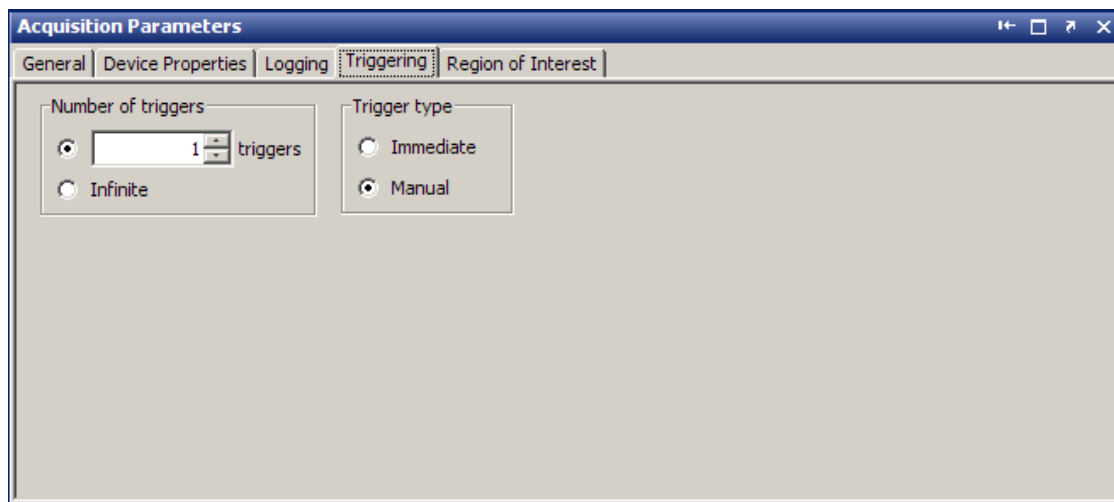 Acquisition Parameters
General Device Properties Logging Triggering Region of Interest
Number of triggers
1 triggers
Infinite
Trigger type
Immediate
Manual